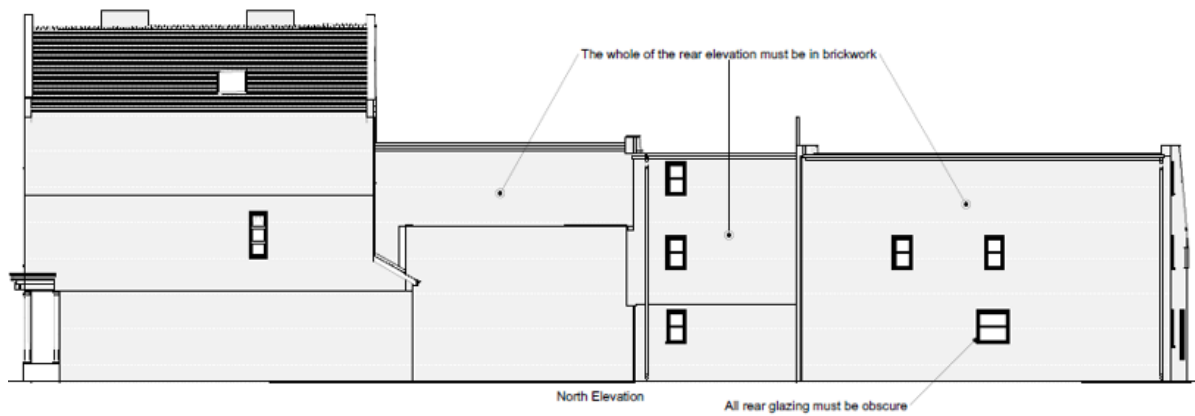 The whole of the rear elevation must be in brickwork
North Elevation
All rear glazing must be obscure